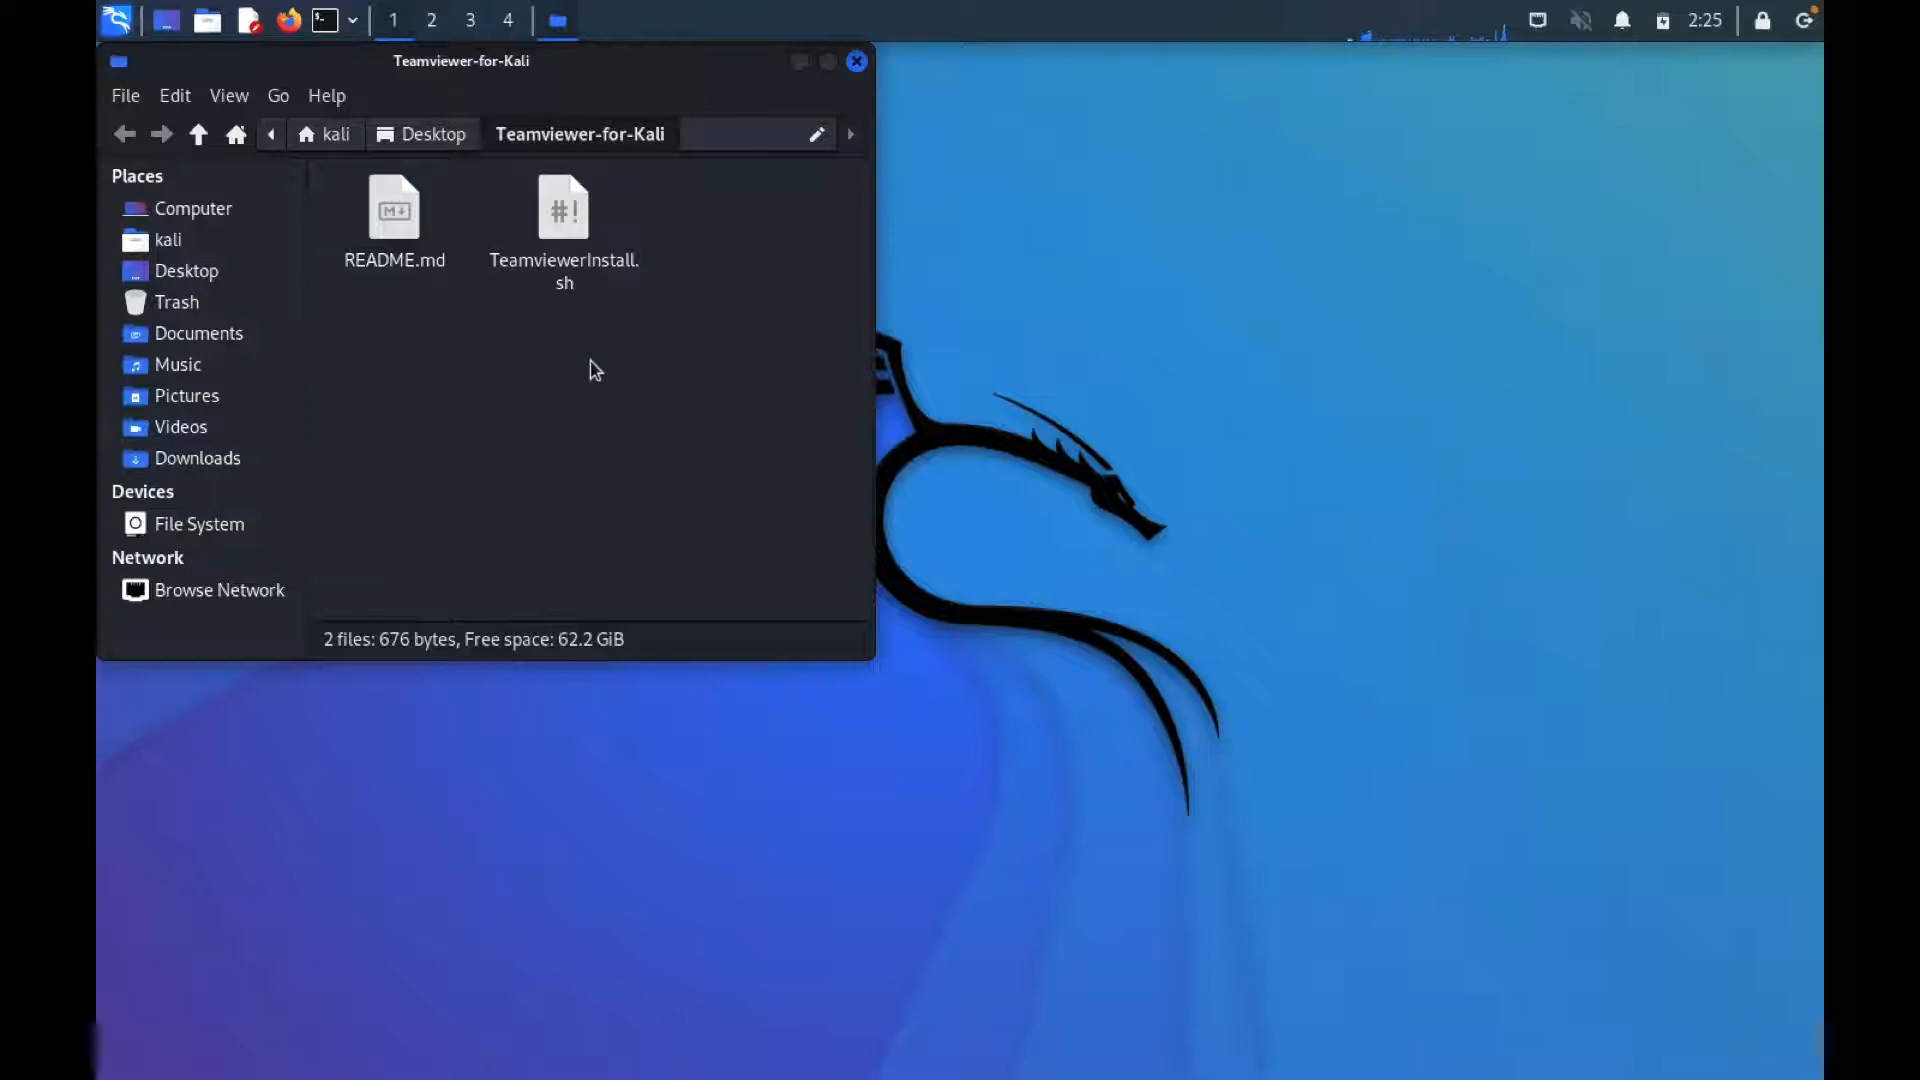 1 2 3 4 2:25
Teamviewer-for-Kali
File Edit View Go Help
kali Desktop Teamviewer-for-Kali
Places
Computer
kali
Desktop
Trash
Documents
Music
Pictures
Videos
Downloads
Devices
File System
Network
Browse Network
M↓ #!
README.md TeamviewerInstall.
sh
2 files: 676 bytes, Free space: 62.2 GiB